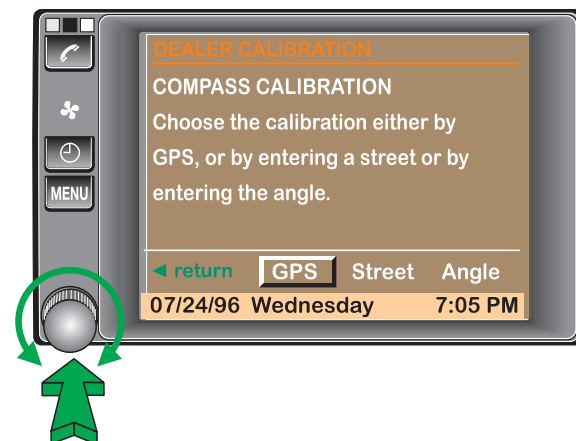 DEALER CALIBRATION
COMPASS CALIBRATION
Choose the calibration either by
GPS, or by entering a street or by
entering the angle.
◄ return GPS Street Angle
07/24/96 Wednesday 7:05 PM
MENU